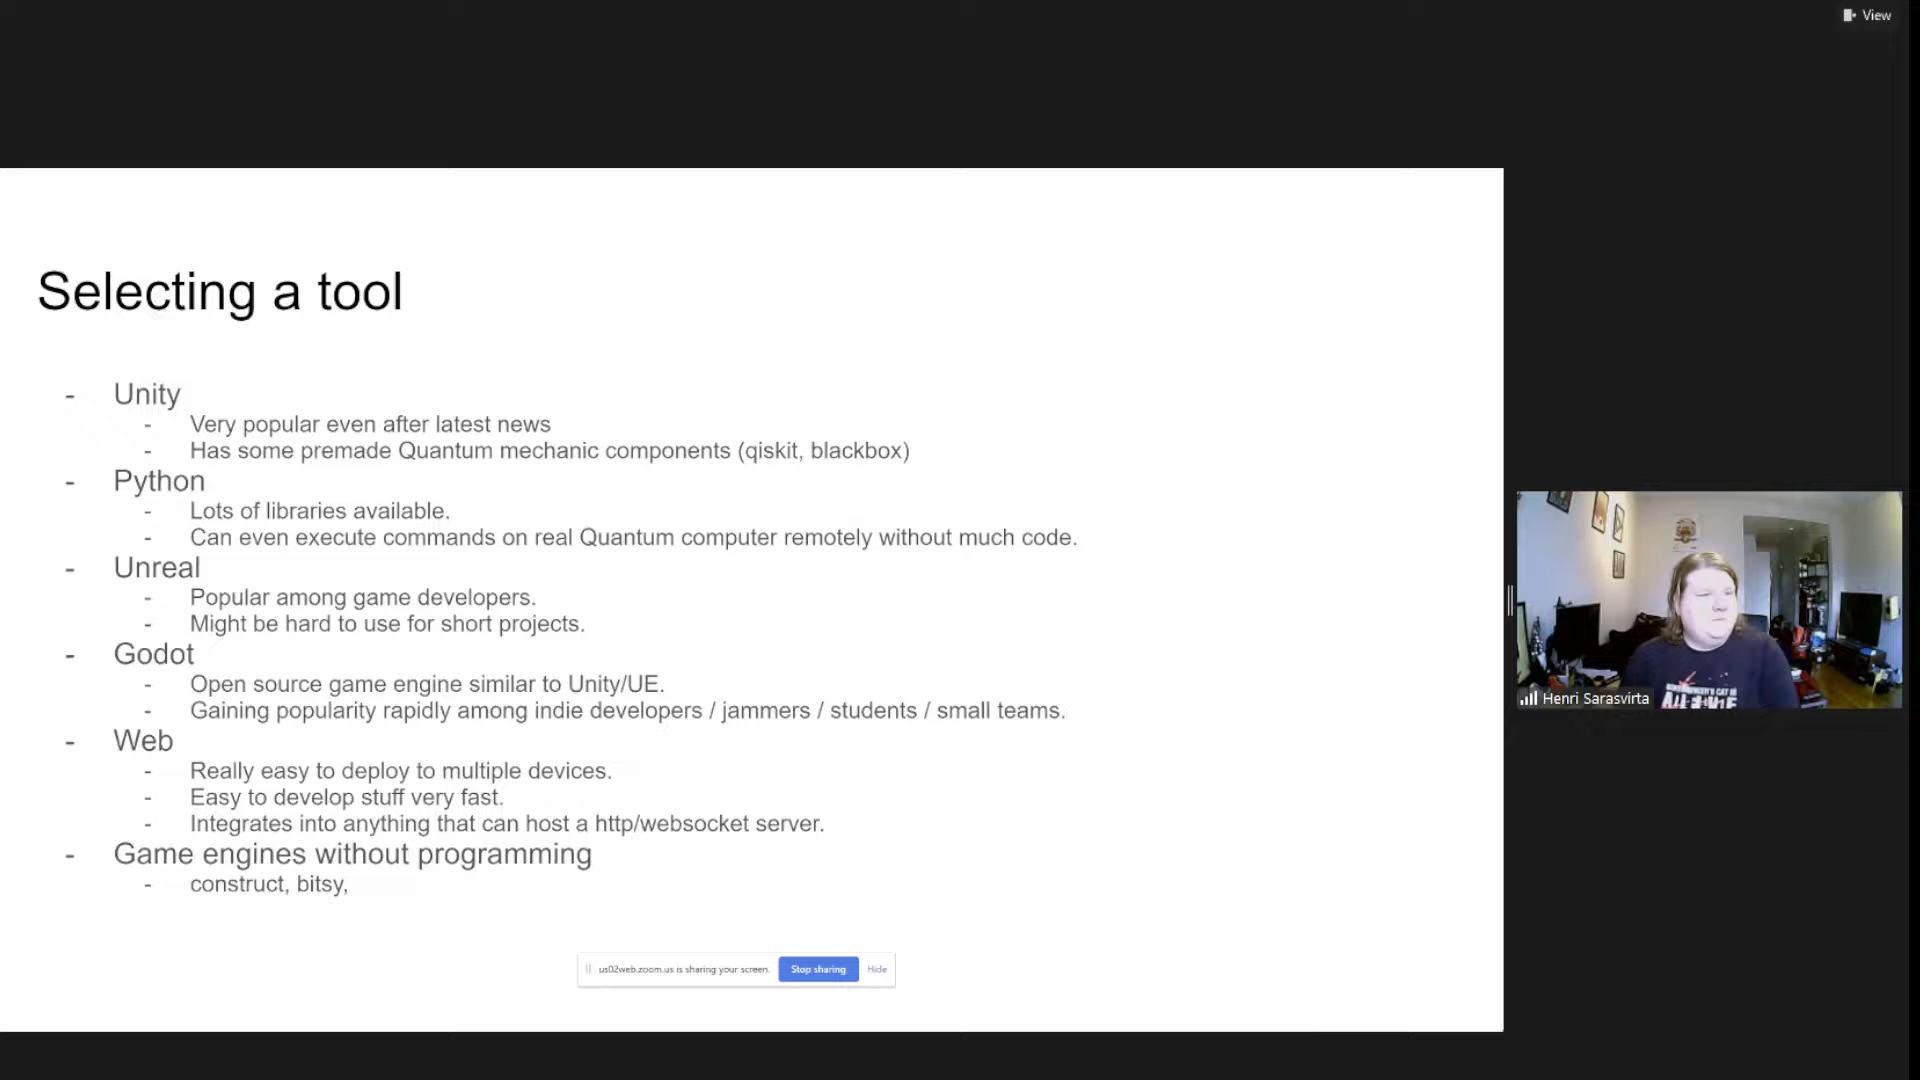 View
Selecting a tool
- Unity
- Very popular even after latest news
- Has some premade Quantum mechanic components (qiskit, blackbox)
- Python
- Lots of libraries available.
- Can even execute commands on real Quantum computer remotely without much code.
- Unreal
- Popular among game developers.
- Might be hard to use for short projects.
- Godot
- Open source game engine similar to Unity/UE.
- Gaining popularity rapidly among indie developers / jammers / students / small teams.
- Web
- Really easy to deploy to multiple devices.
- Easy to develop stuff very fast.
- Integrates into anything that can host a http/websocket server.
- Game engines without programming
- construct, bitsy,
us02web.zoom.us is sharing your screen. Stop sharing Hide
Henri Sarasvirta
CAT IS